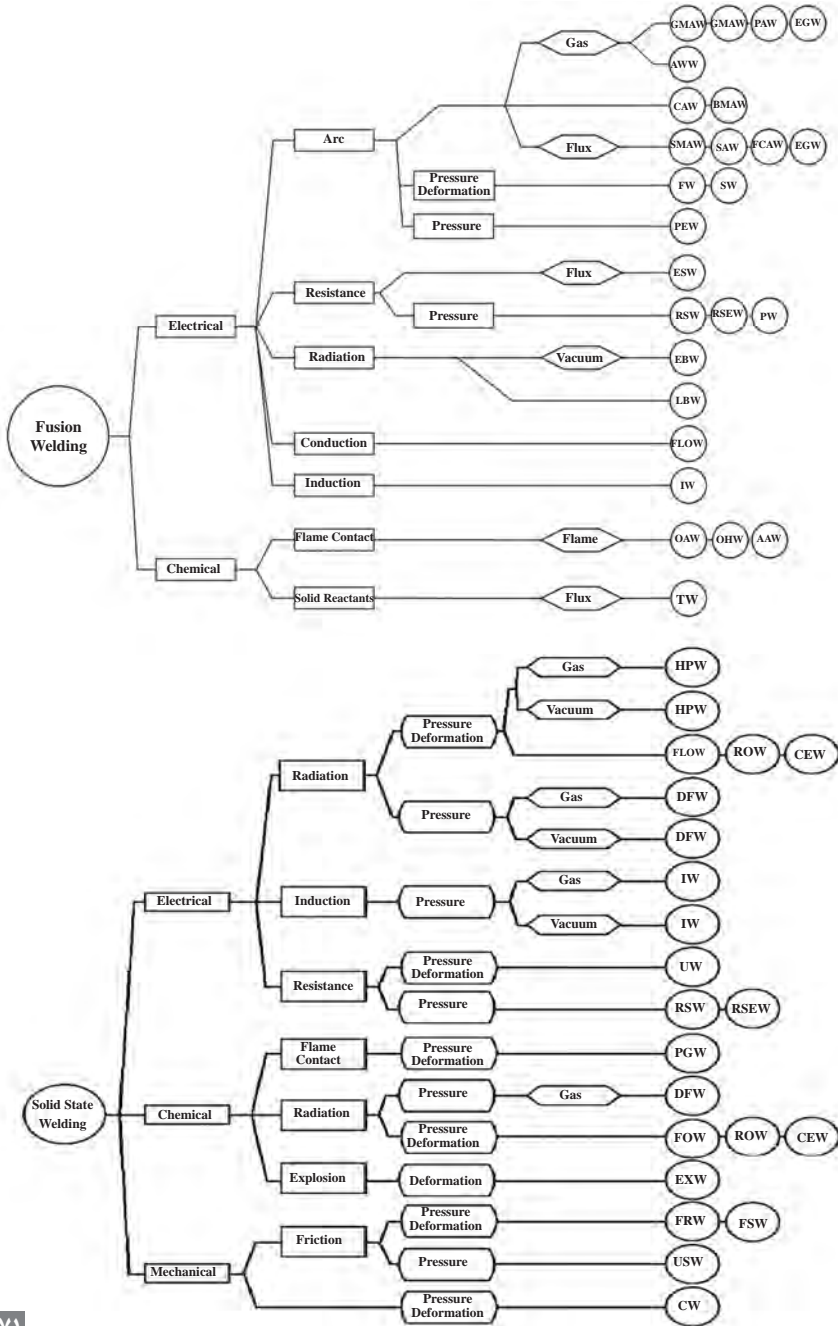 Gas
GMAW
GMAW
PAW
EGW
AWW
CAW
BMAW
Arc
Flux
SMAW
SAW
FCAW
EGW
Pressure
Deformation
FW
SW
Pressure
PEW
Flux
ESW
Resistance
Pressure
RSW
RSEW
PW
Electrical
Radiation
Vacuum
EBW
LBW
Fusion
Welding
Conduction
FLOW
Induction
IW
Flame Contact
Flame
OAW
OHW
AAW
Chemical
Solid Reactants
Flux
TW
Gas
HPW
Pressure
Deformation
Vacuum
HPW
FLOW
ROW
CEW
Radiation
Gas
DFW
Pressure
Vacuum
DFW
Gas
IW
Electrical
Induction
Pressure
Vacuum
IW
Pressure
Deformation
UW
Resistance
Pressure
RSW
RSEW
Flame
Contact
Pressure
Deformation
PGW
Solid State
Welding
Chemical
Radiation
Pressure
Gas
DFW
Pressure
Deformation
FOW
ROW
CEW
Explosion
Deformation
EXW
Pressure
Deformation
FRW
FSW
Friction
Pressure
USW
Mechanical
Pressure
Deformation
CW